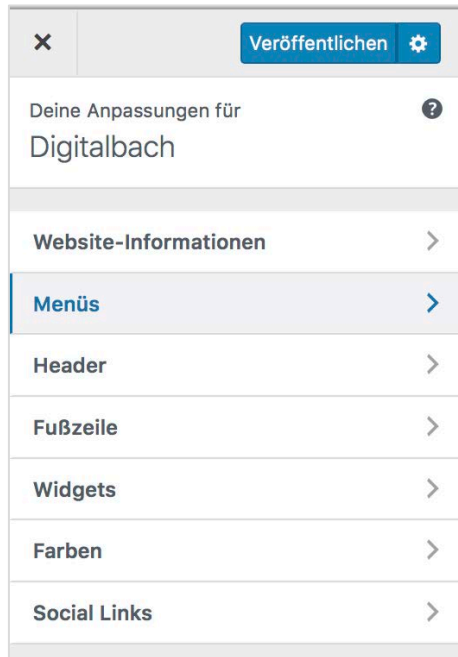 Veröffentlichen
Deine Anpassungen für
Digitalbach
Website-Informationen
Menüs
Header
Fußzeile
Widgets
Farben
Social Links